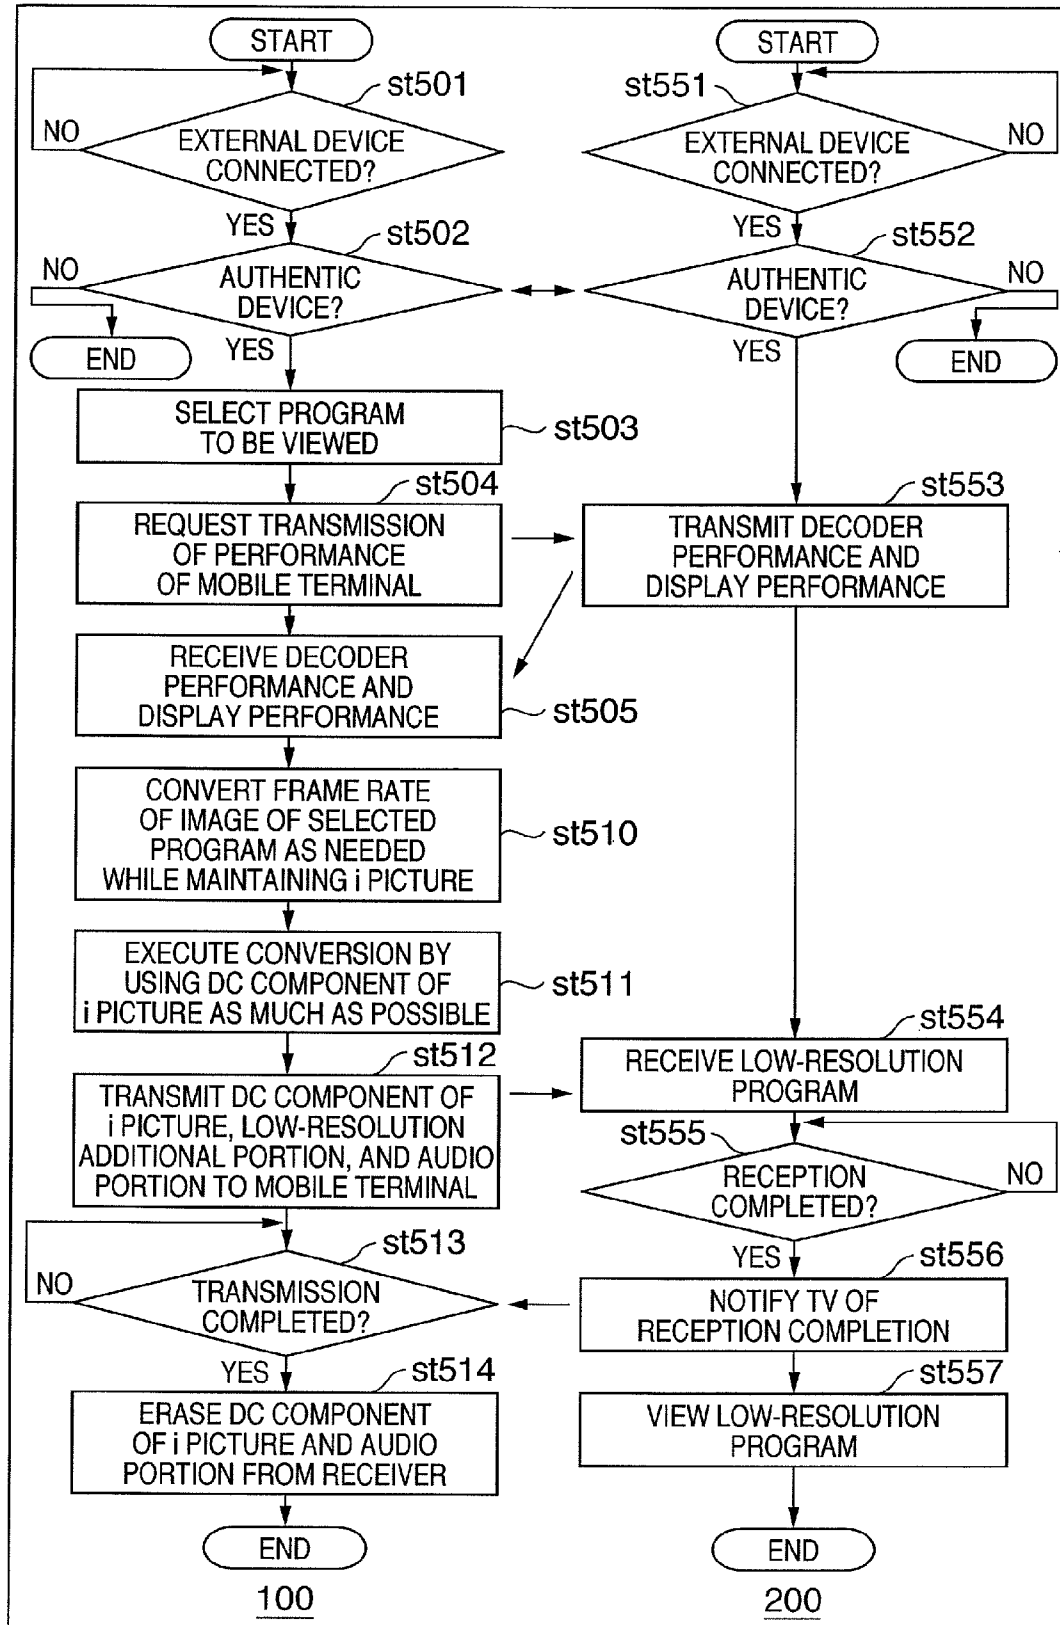 START
st501
NO
EXTERNAL DEVICE
CONNECTED?
YES
st502
NO
AUTHENTIC
DEVICE?
END
YES
SELECT PROGRAM
TO BE VIEWED
st503
st504
REQUEST TRANSMISSION
OF PERFORMANCE
OF MOBILE TERMINAL
RECEIVE DECODER
PERFORMANCE AND
DISPLAY PERFORMANCE
st505
CONVERT FRAME RATE
OF IMAGE OF SELECTED
PROGRAM AS NEEDED
WHILE MAINTAINING i PICTURE
st510
EXECUTE CONVERSION BY
USING DC COMPONENT OF
i PICTURE AS MUCH AS POSSIBLE
st511
st512
TRANSMIT DC COMPONENT OF
i PICTURE, LOW-RESOLUTION
ADDITIONAL PORTION, AND AUDIO
PORTION TO MOBILE TERMINAL
st513
NO
TRANSMISSION
COMPLETED?
YES
st514
ERASE DC COMPONENT
OF i PICTURE AND AUDIO
PORTION FROM RECEIVER
END
100
START
st551
EXTERNAL DEVICE
CONNECTED?
NO
YES
st552
AUTHENTIC
DEVICE?
NO
END
YES
st553
TRANSMIT DECODER
PERFORMANCE AND
DISPLAY PERFORMANCE
st554
RECEIVE LOW-RESOLUTION
PROGRAM
st555
RECEPTION
COMPLETED?
NO
YES
st556
NOTIFY TV OF
RECEPTION COMPLETION
st557
VIEW LOW-RESOLUTION
PROGRAM
END
200